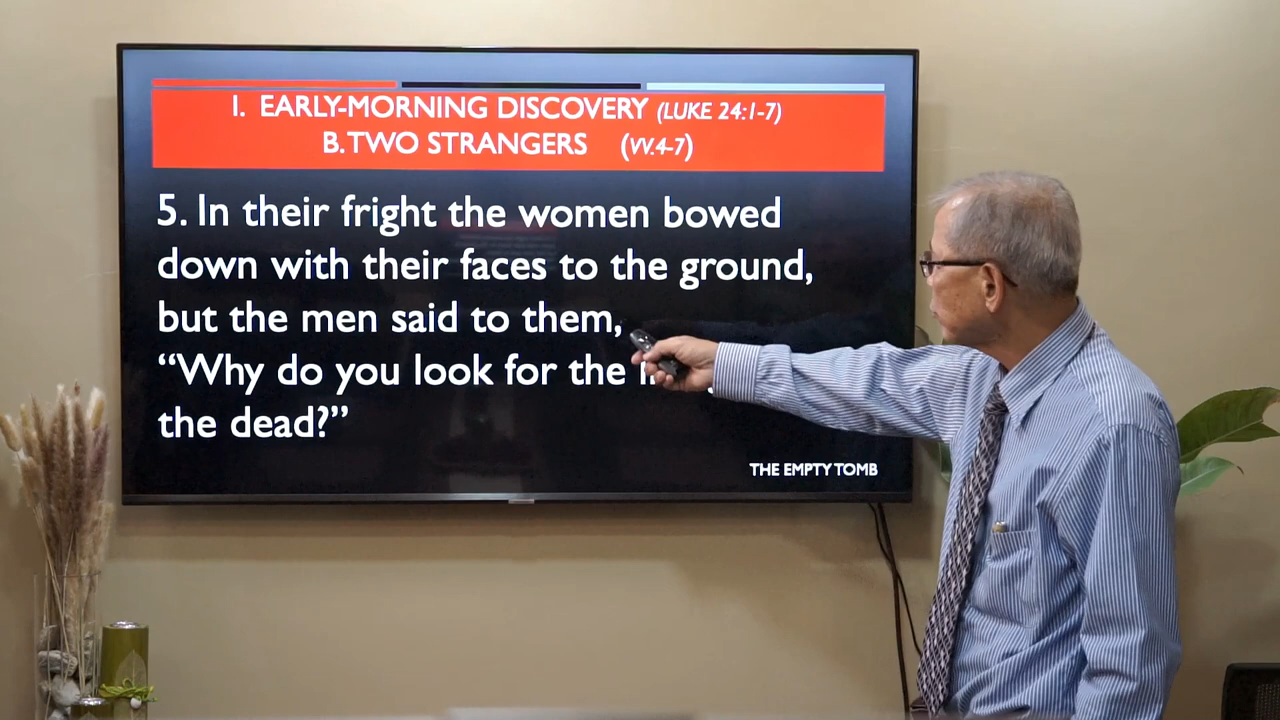 I. EARLY-MORNING DISCOVERY (LUKE 24:1-7)
B. TWO STRANGERS (VV.4-7)
5. In their fright the women bowed
down with their faces to the ground,
but the men said to them,
“Why do you look for the
the dead?”
THE EMPTY TOMB